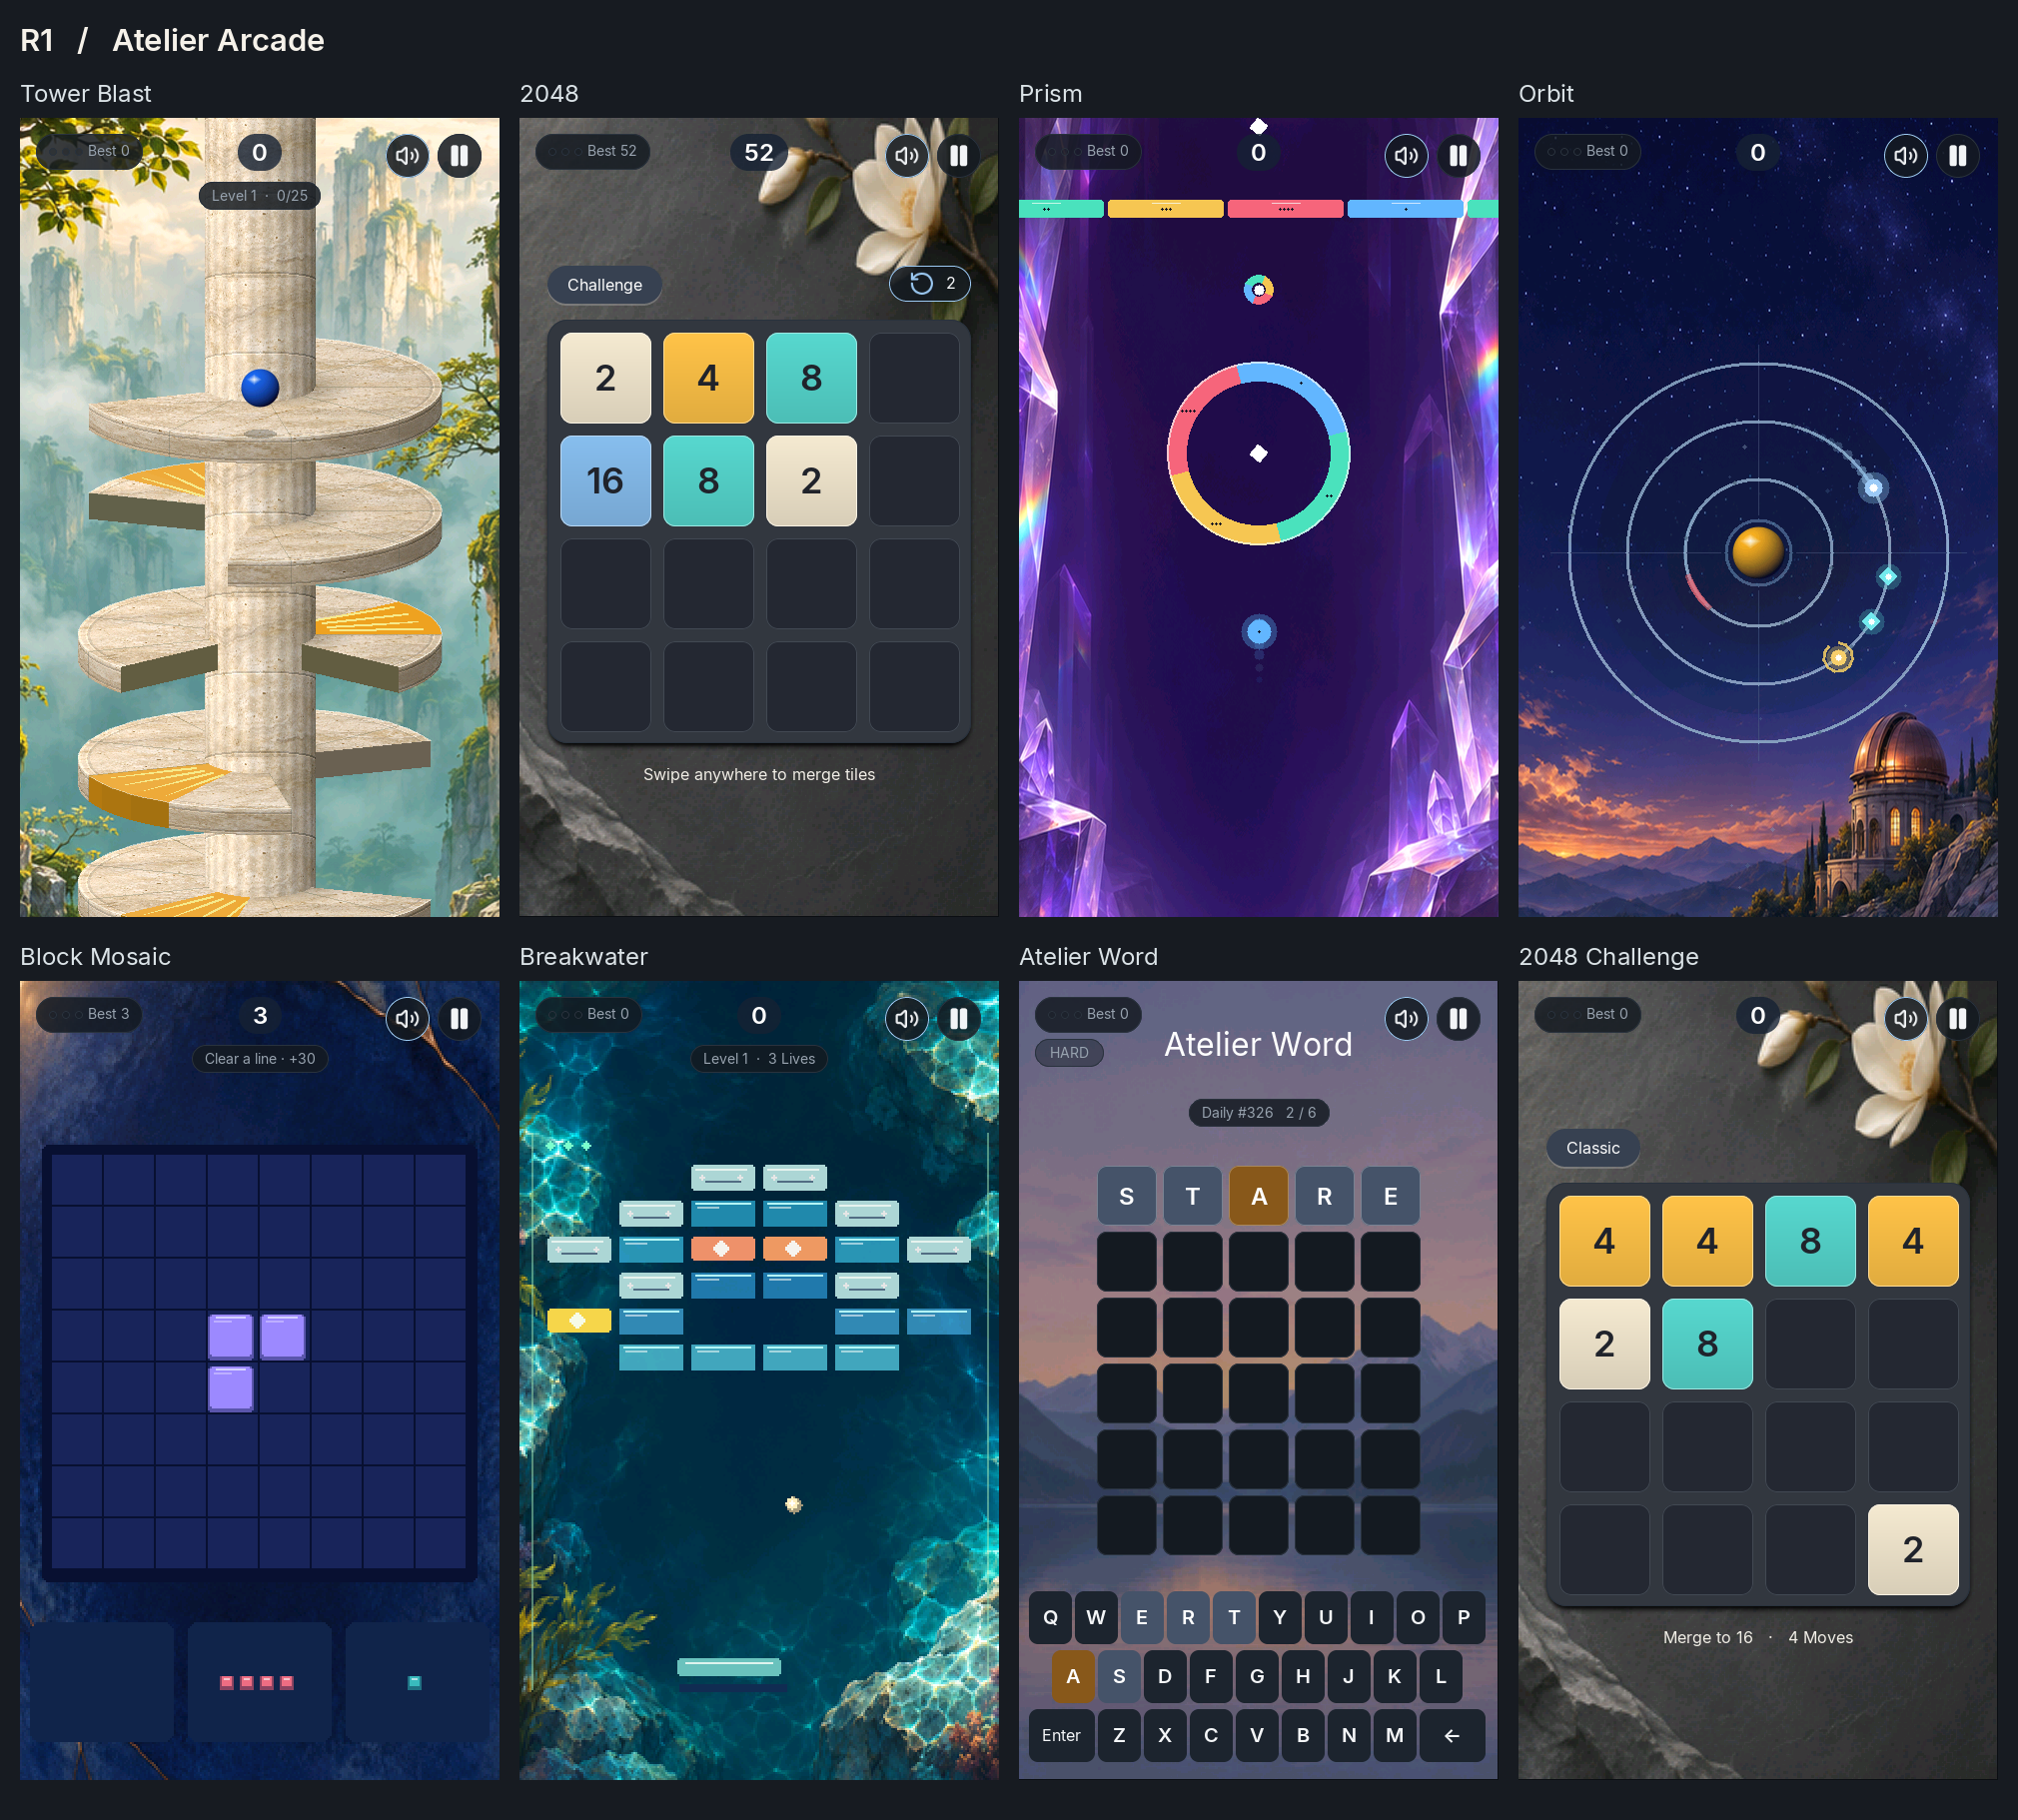 R1 / Atelier Arcade
Tower Blast
Best 0
0
Level 1 · 0/25
2048
Best 52
52
Challenge
2
2 4 8
16 8 2
Swipe anywhere to merge tiles
Prism
Best 0
0
Orbit
Best 0
0
Block Mosaic
Best 3
3
Clear a line · +30
Breakwater
Best 0
0
Level 1 · 3 Lives
Atelier Word
Best 0
HARD
Atelier Word
Daily #326 2 / 6
S T A R E
Q W E R T Y U I O P
A S D F G H J K L
Enter Z X C V B N M ←
2048 Challenge
Best 0
0
Classic
4 4 8 4
2 8
2
Merge to 16 · 4 Moves